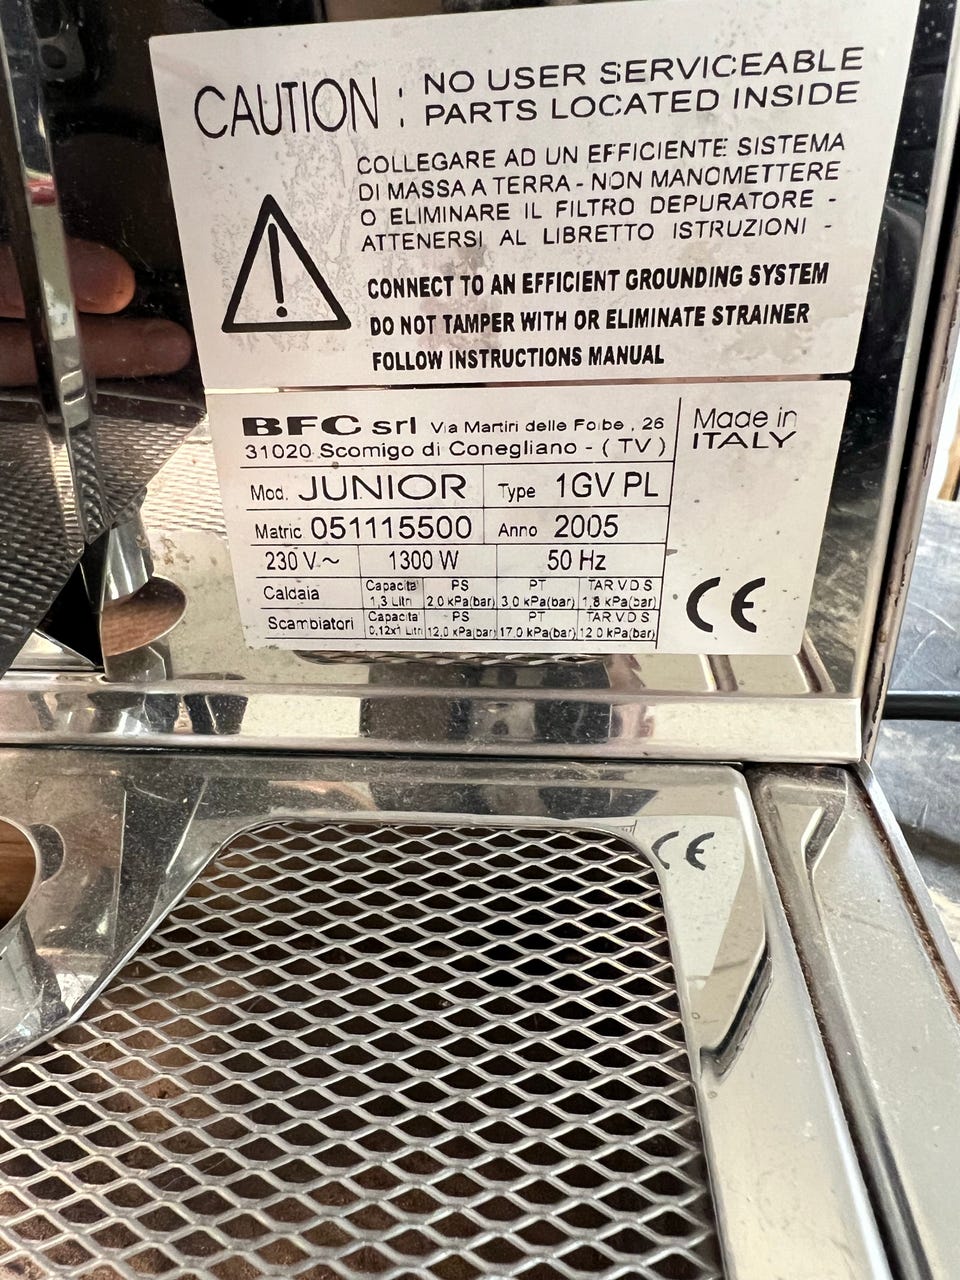 CAUTION : NO USER SERVICEABLE
PARTS LOCATED INSIDE
COLLEGARE AD UN EFFICIENTE SISTEMA
DI MASSA A TERRA - NON MANOMETTERE
O ELIMINARE IL FILTRO DEPURATORE -
ATTENERSI AL LIBRETTO ISTRUZIONI -
CONNECT TO AN EFFICIENT GROUNDING SYSTEM
DO NOT TAMPER WITH OR ELIMINATE STRAINER
FOLLOW INSTRUCTIONS MANUAL
BFC srl Via Martiri delle Foibe , 26
31020 Scomigo di Conegliano - ( TV )
Made in
ITALY
Mod. JUNIOR Type 1GV PL
Matric 051115500 Anno 2005
230 V~ 1300 W 50 Hz
Caldaia Capacita' PS PT TAR V.D.S
1,3 Litri 2,0 kPa(bar) 3,0 kPa(bar) 1,8 kPa(bar)
Scambiatori Capacita' PS PT TAR V.D.S
0,12x1 Litri 12,0 kPa(bar) 17,0 kPa(bar) 12,0 kPa(bar)
CE
CE